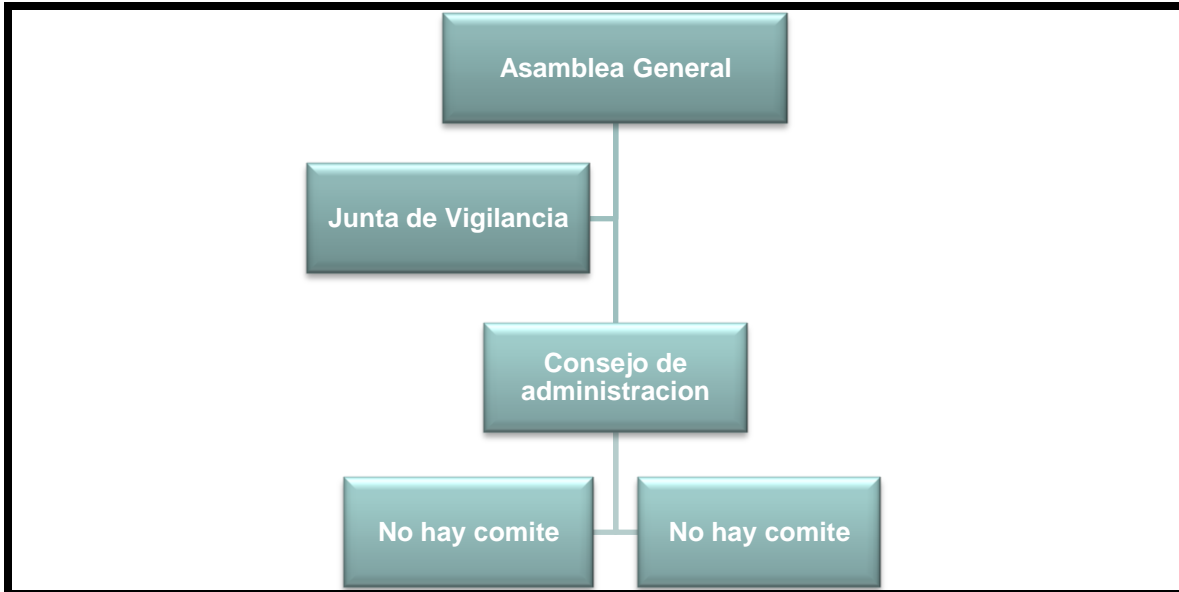 Asamblea General
Junta de Vigilancia
Consejo de
administracion
No hay comite
No hay comite